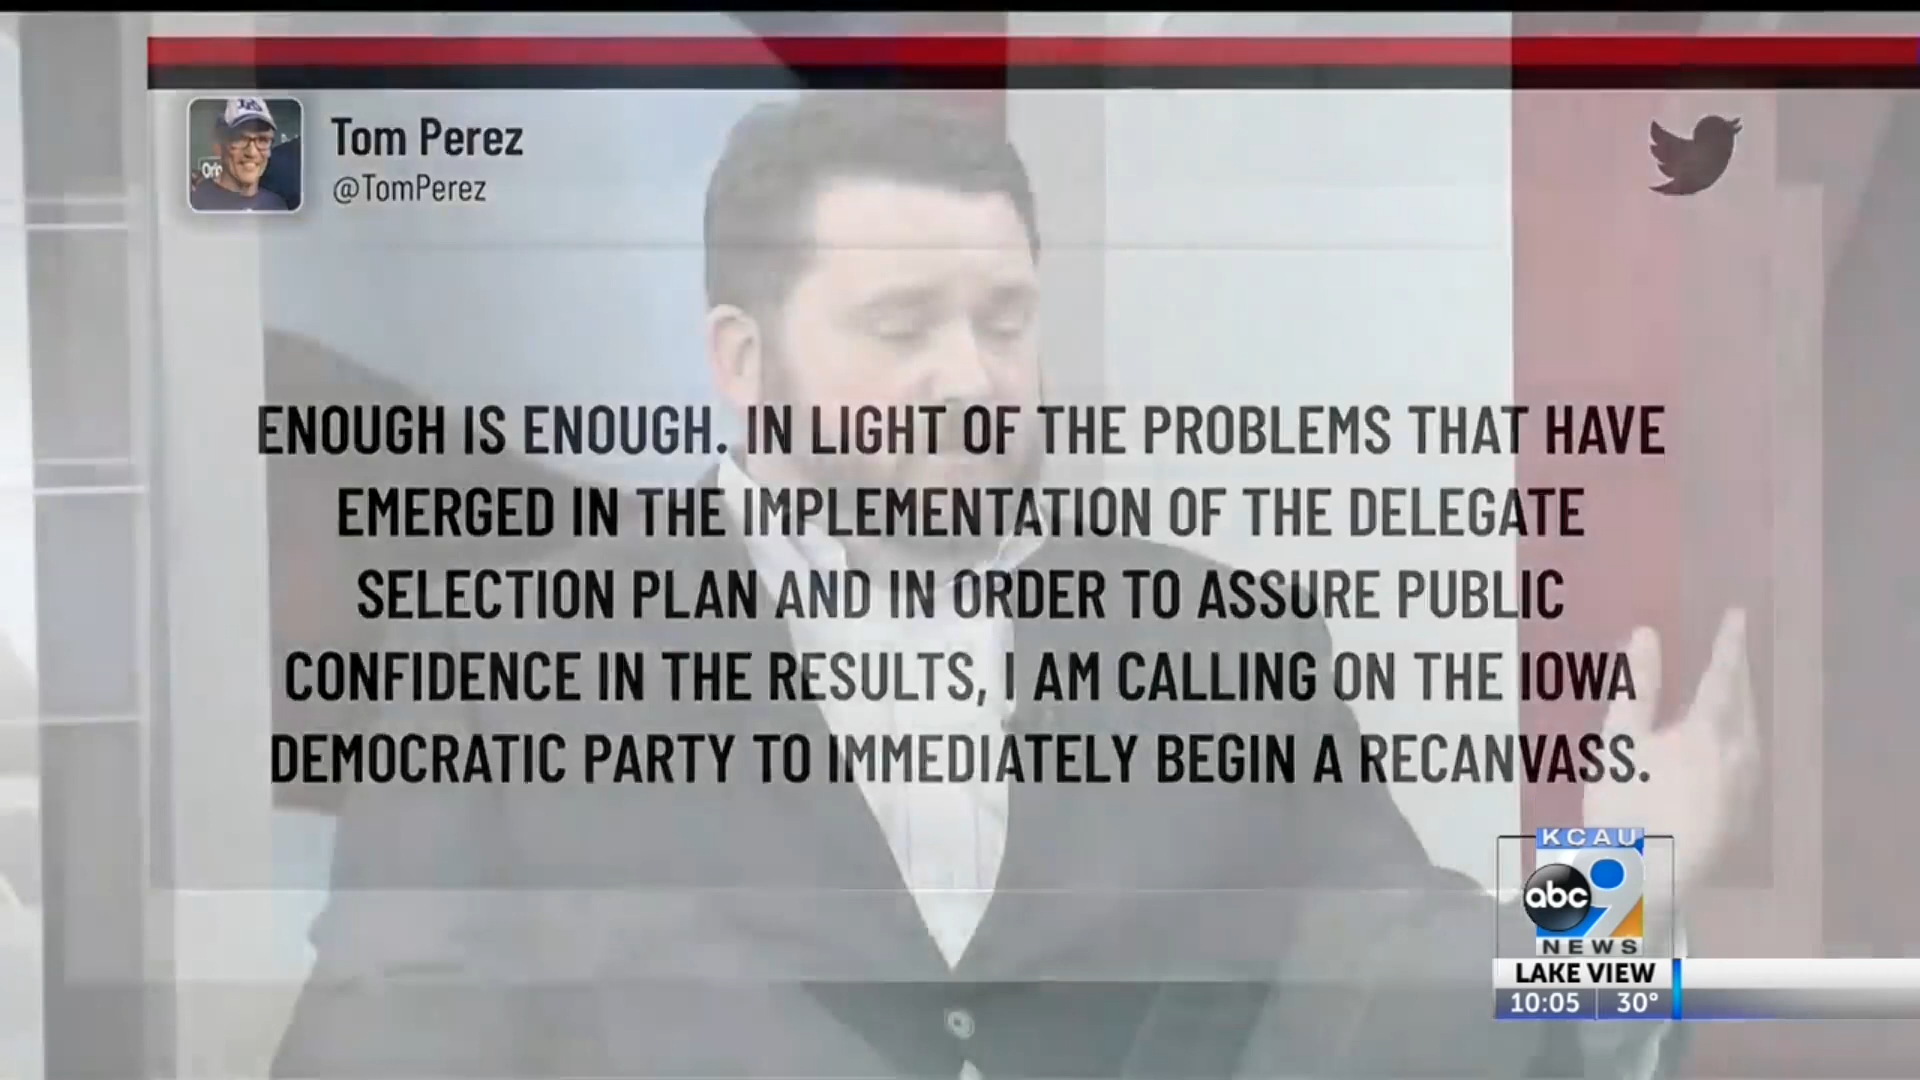 Tom Perez
@TomPerez
ENOUGH IS ENOUGH. IN LIGHT OF THE PROBLEMS THAT HAVE
EMERGED IN THE IMPLEMENTATION OF THE DELEGATE
SELECTION PLAN AND IN ORDER TO ASSURE PUBLIC
CONFIDENCE IN THE RESULTS, I AM CALLING ON THE IOWA
DEMOCRATIC PARTY TO IMMEDIATELY BEGIN A RECANVASS.
KCAU
abc 9
NEWS
LAKE VIEW
10:05 30°